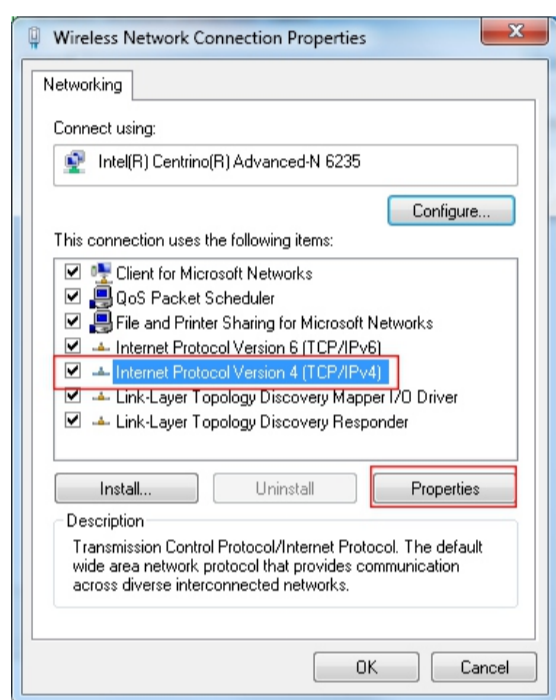 Wireless Network Connection Properties
Networking
Connect using:
Intel(R) Centrino(R) Advanced-N 6235
Configure...
This connection uses the following items:
Client for Microsoft Networks
QoS Packet Scheduler
File and Printer Sharing for Microsoft Networks
Internet Protocol Version 6 (TCP/IPv6)
Internet Protocol Version 4 (TCP/IPv4)
Link-Layer Topology Discovery Mapper I/O Driver
Link-Layer Topology Discovery Responder
Install... Uninstall Properties
Description
Transmission Control Protocol/Internet Protocol. The default
wide area network protocol that provides communication
across diverse interconnected networks.
OK Cancel